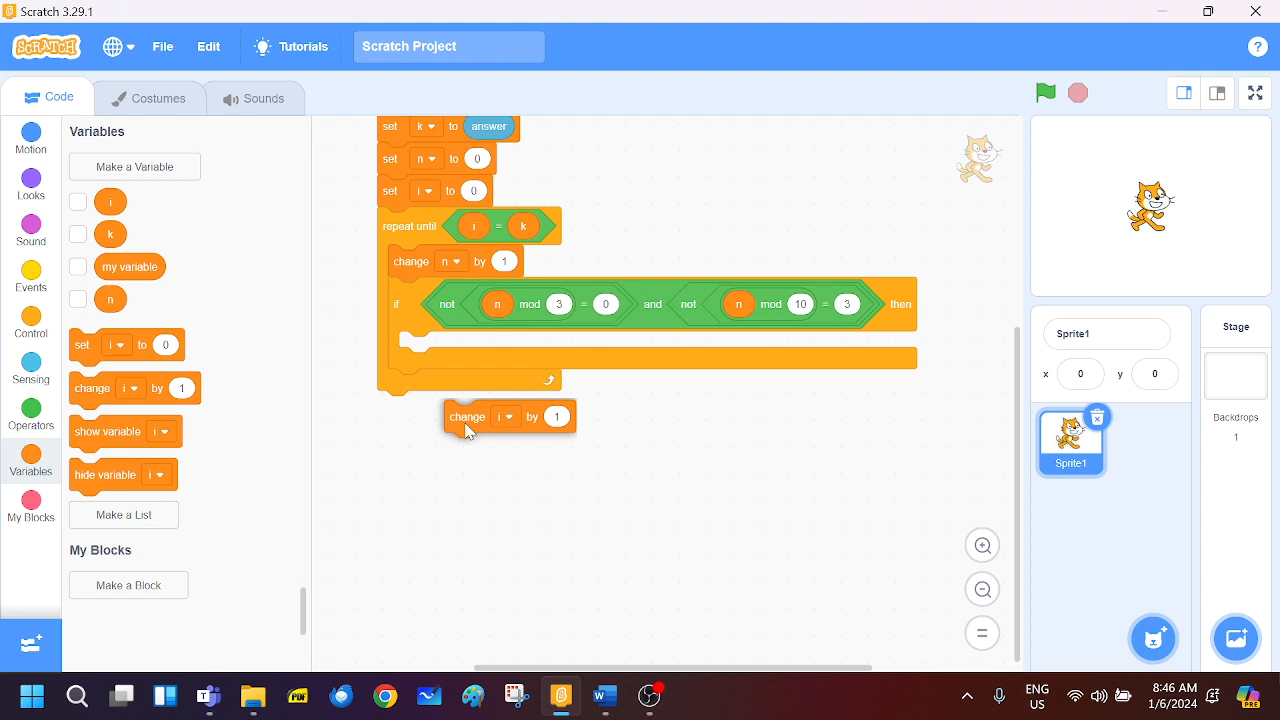 Scratch 3.29.1
SCRATCH File Edit Tutorials Scratch Project ?
Code Costumes Sounds
Motion
Looks
Sound
Events
Control
Sensing
Operators
Variables
My Blocks
Variables
Make a Variable
i
k
my variable
n
set i to 0
change i by 1
show variable i
hide variable i
Make a List
My Blocks
Make a Block
set k to answer
set n to 0
set i to 0
repeat until i = k
change n by 1
if not n mod 3 = 0 and not n mod 10 = 3 then
change i by 1
Sprite1
x 0 y 0
Sprite1
Stage
Backdrops
1
PDF
W
ENG
US
8:46 AM
1/6/2024
PRE